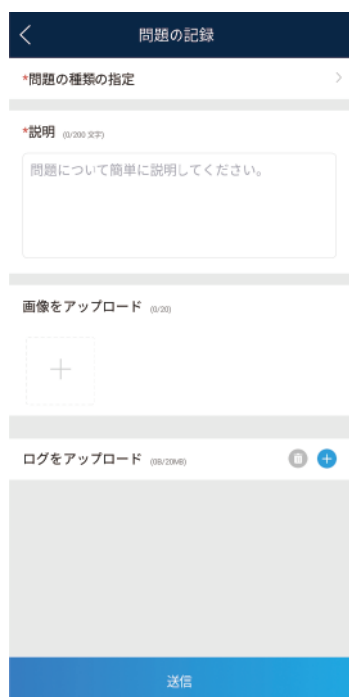 問題の記録
*問題の種類の指定
*説明 (0/200 文字)
問題について簡単に説明してください。
画像をアップロード (0/20)
ログをアップロード (0B/20MB)
送信